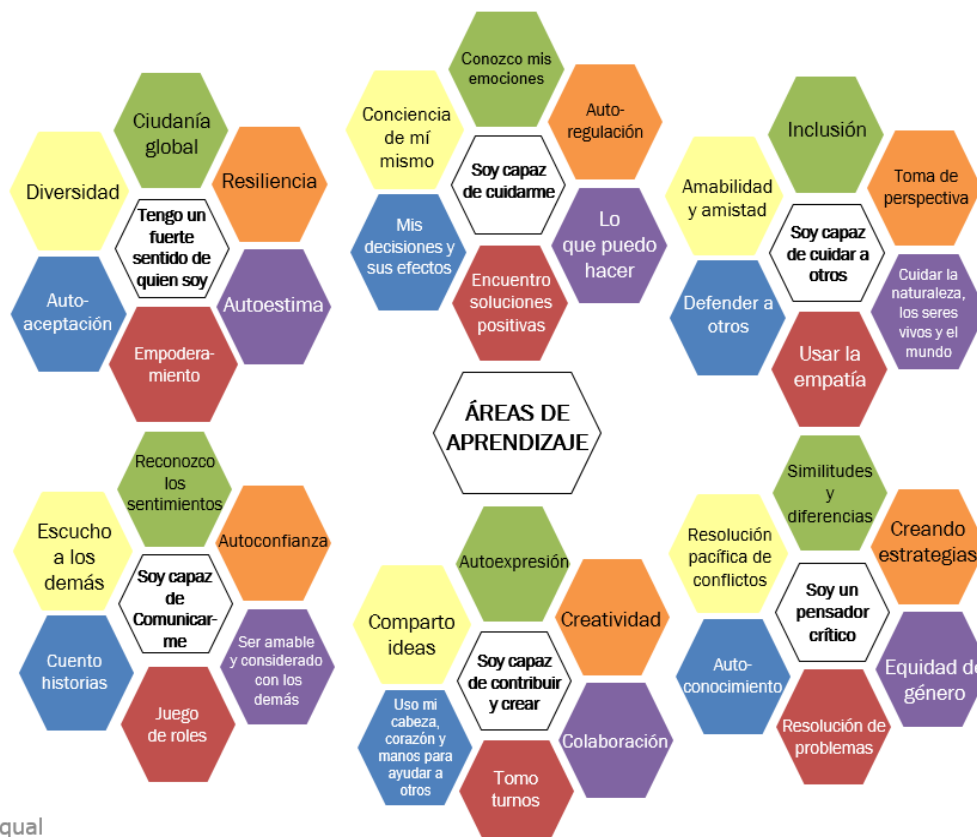 Ciudanía
global
Diversidad
Resiliencia
Tengo un
fuerte
sentido de
quien soy
Auto-
aceptación
Autoestima
Empodera-
miento
Conozco mis
emociones
Conciencia
de mí
mismo
Auto-
regulación
Soy capaz
de cuidarme
Mis
decisiones y
sus efectos
Lo
que puedo
hacer
Encuentro
soluciones
positivas
Inclusión
Amabilidad
y amistad
Toma de
perspectiva
Soy capaz
de cuidar a
otros
Defender a
otros
Cuidar la
naturaleza,
los seres
vivos y el
mundo
Usar la
empatía
ÁREAS DE
APRENDIZAJE
Reconozco
los
sentimientos
Escucho
a los
demás
Autoconfianza
Soy capaz
de
Comunicar-
me
Cuento
historias
Ser amable
y considerado
con los
demás
Juego
de roles
Autoexpresión
Comparto
ideas
Creatividad
Soy capaz
de contribuir
y crear
Uso mi
cabeza,
corazón y
manos para
ayudar a
otros
Colaboración
Tomo
turnos
Similitudes
y
diferencias
Resolución
pacífica de
conflictos
Creando
estrategias
Soy un
pensador
crítico
Auto-
conocimiento
Equidad de
género
Resolución de
problemas
qual